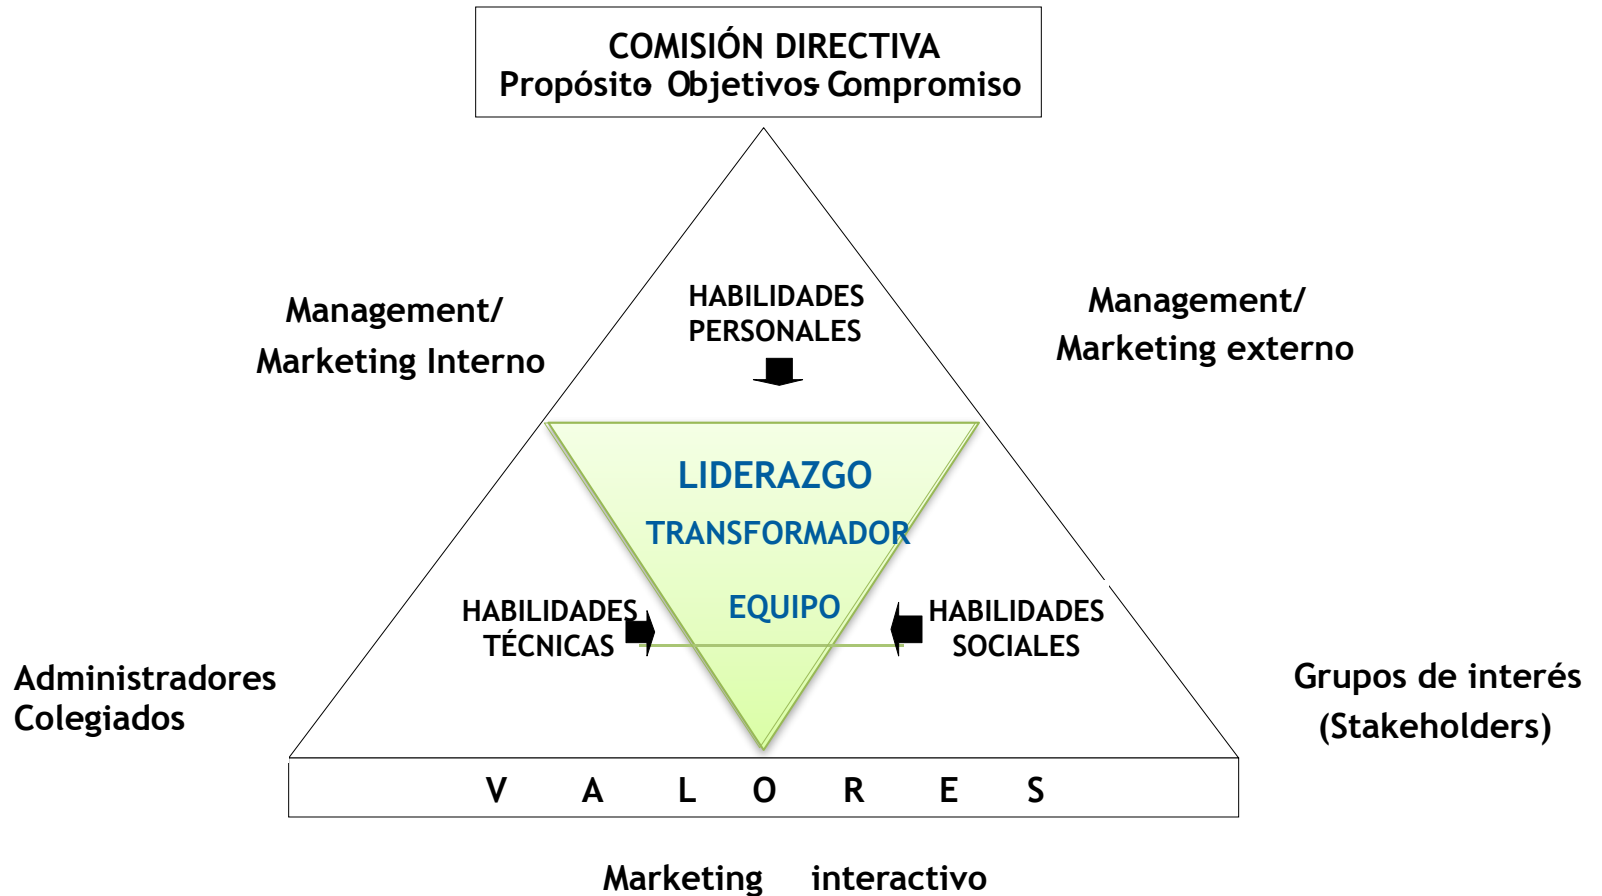 COMISIÓN DIRECTIVA
Propósito- Objetivos- Compromiso
Management/
Marketing Interno
HABILIDADES
PERSONALES
Management/
Marketing externo
LIDERAZGO
TRANSFORMADOR
EQUIPO
HABILIDADES
TÉCNICAS
HABILIDADES
SOCIALES
Administradores
Colegiados
Grupos de interés
(Stakeholders)
V A L O R E S
Marketing interactivo